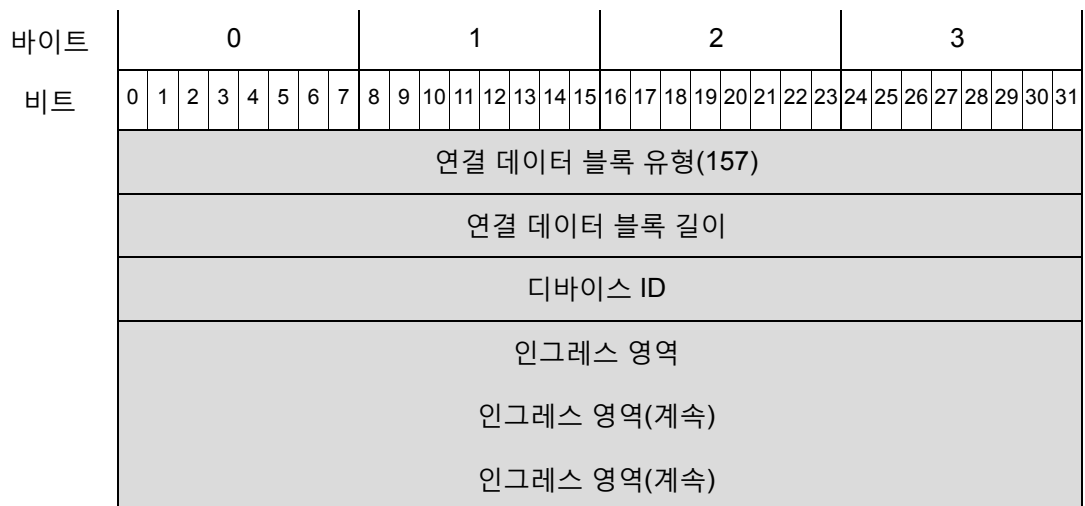 바이트 0 1 2 3
비트 0 1 2 3 4 5 6 7 8 9 10 11 12 13 14 15 16 17 18 19 20 21 22 23 24 25 26 27 28 29 30 31
연결 데이터 블록 유형(157)
연결 데이터 블록 길이
디바이스 ID
인그레스 영역
인그레스 영역(계속)
인그레스 영역(계속)